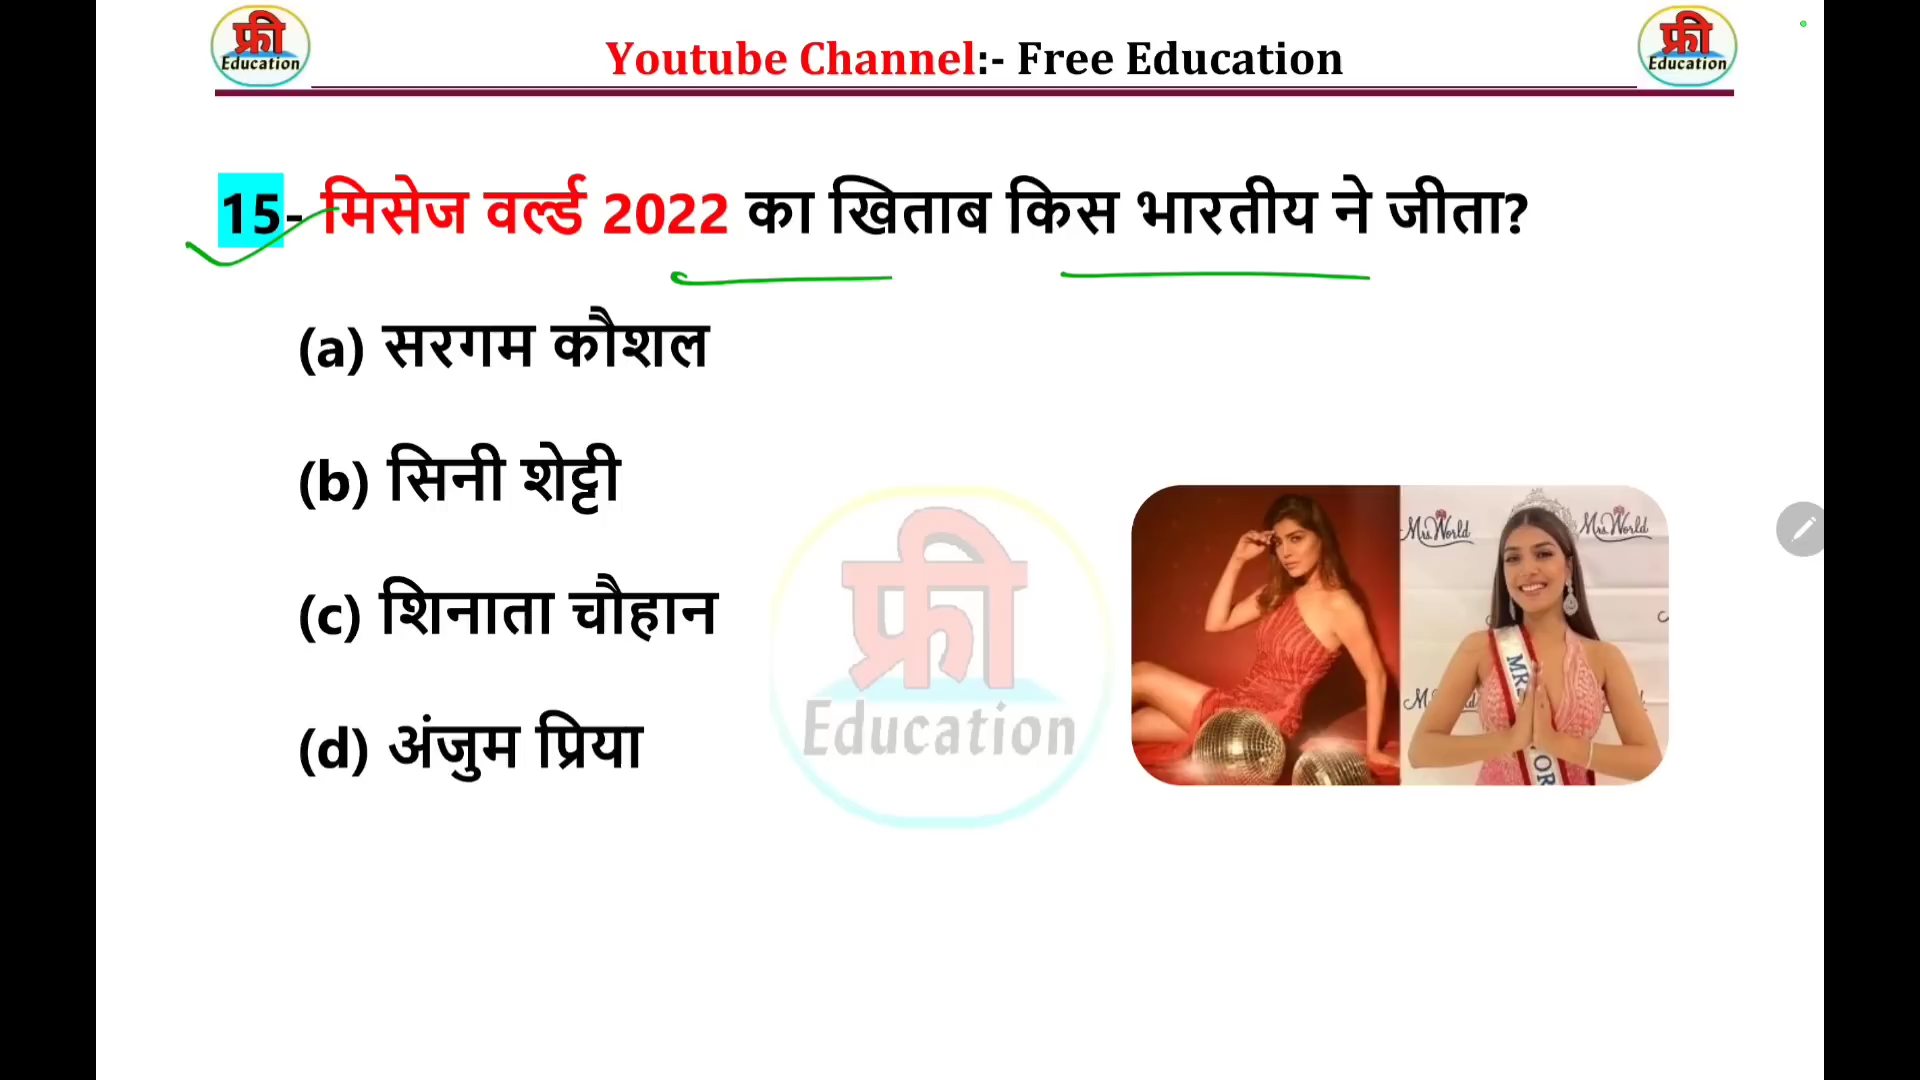 फ्री
Education
Youtube Channel:- Free Education
फ्री
Education
15- मिसेज वर्ल्ड 2022 का खिताब किस भारतीय ने जीता?
(a) सरगम कौशल
(b) सिनी शेट्टी
(c) शिनाता चौहान
(d) अंजुम प्रिया
फ्री
Education
Mrs. World
Mrs. World